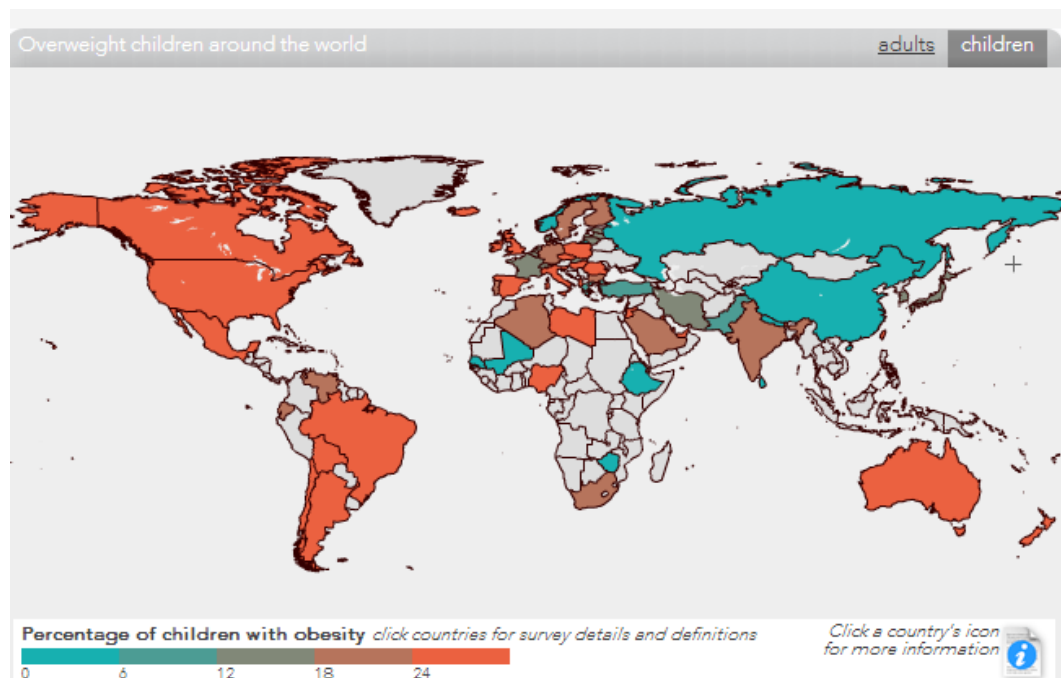 Overweight children around the world
adults
children
Percentage of children with obesity click countries for survey details and definitions
0 6 12 18 24
Click a country's icon
for more information
i